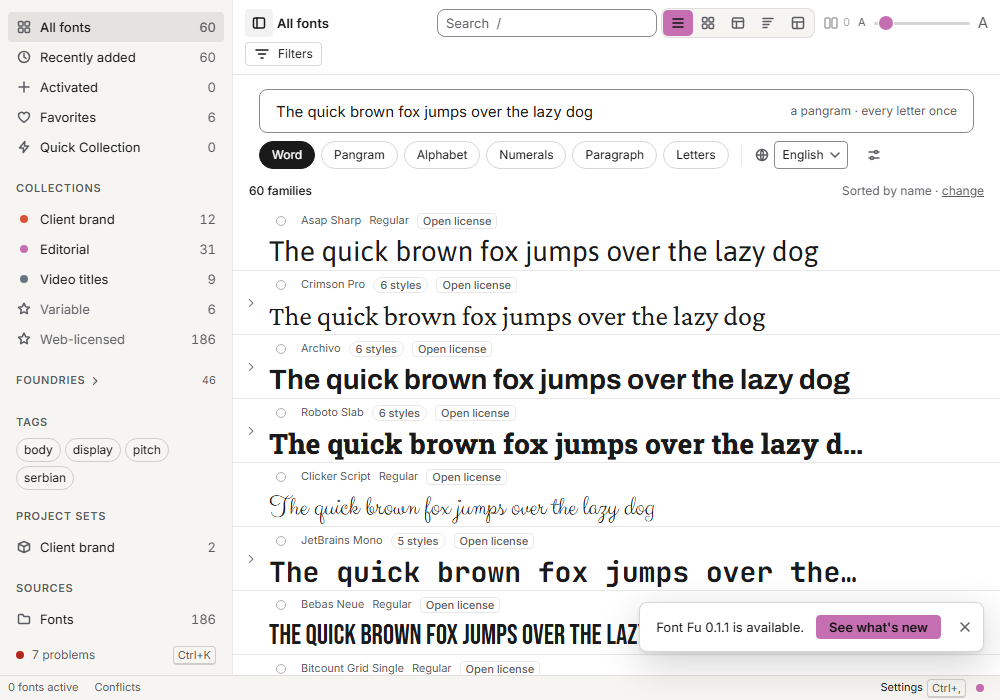 All fonts 60
Recently added 60
Activated 0
Favorites 6
Quick Collection 0
COLLECTIONS
Client brand 12
Editorial 31
Video titles 9
Variable 6
Web-licensed 186
FOUNDRIES 46
TAGS
body display pitch
serbian
PROJECT SETS
Client brand 2
SOURCES
Fonts 186
7 problems Ctrl+K
All fonts Search / 0 A A
Filters
The quick brown fox jumps over the lazy dog a pangram · every letter once
Word Pangram Alphabet Numerals Paragraph Letters English
60 families Sorted by name · change
Asap Sharp Regular Open license
The quick brown fox jumps over the lazy dog
Crimson Pro 6 styles Open license
The quick brown fox jumps over the lazy dog
Archivo 6 styles Open license
The quick brown fox jumps over the lazy dog
Roboto Slab 6 styles Open license
The quick brown fox jumps over the lazy d…
Clicker Script Regular Open license
The quick brown fox jumps over the lazy dog
JetBrains Mono 5 styles Open license
The quick brown fox jumps over the…
Bebas Neue Regular Open license
THE QUICK BROWN FOX JUMPS OVER THE LAZ
Font Fu 0.1.1 is available. See what's new
Bitcount Grid Single Regular Open license
0 fonts active Conflicts Settings Ctrl+,